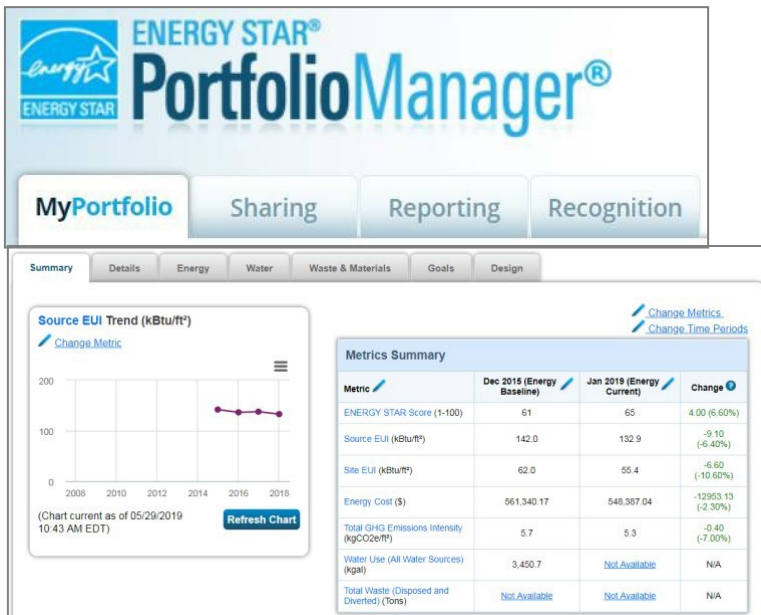 ENERGY STAR®
energy
ENERGY STAR
PortfolioManager®
MyPortfolio
Sharing
Reporting
Recognition
Summary
Details
Energy
Water
Waste & Materials
Goals
Design
Source EUI Trend (kBtu/ft²)
Change Metric
200
100
0
2008 2010 2012 2014 2016 2018
(Chart current as of 05/29/2019
10:43 AM EDT)
Refresh Chart
Change Metrics
Change Time Periods
Metrics Summary
Metric Dec 2015 (Energy Baseline) Jan 2019 (Energy Current) Change ?
ENERGY STAR Score (1-100) 61 65 4.00 (6.60%)
Source EUI (kBtu/ft²) 142.0 132.9 -9.10 (-6.40%)
Site EUI (kBtu/ft²) 62.0 55.4 -6.60 (-10.60%)
Energy Cost ($) 561,340.17 548,387.04 -12953.13 (-2.30%)
Total GHG Emissions Intensity (kgCO2e/ft²) 5.7 5.3 -0.40 (-7.00%)
Water Use (All Water Sources) (kgal) 3,450.7 Not Available N/A
Total Waste (Disposed and Diverted) (Tons) Not Available Not Available N/A